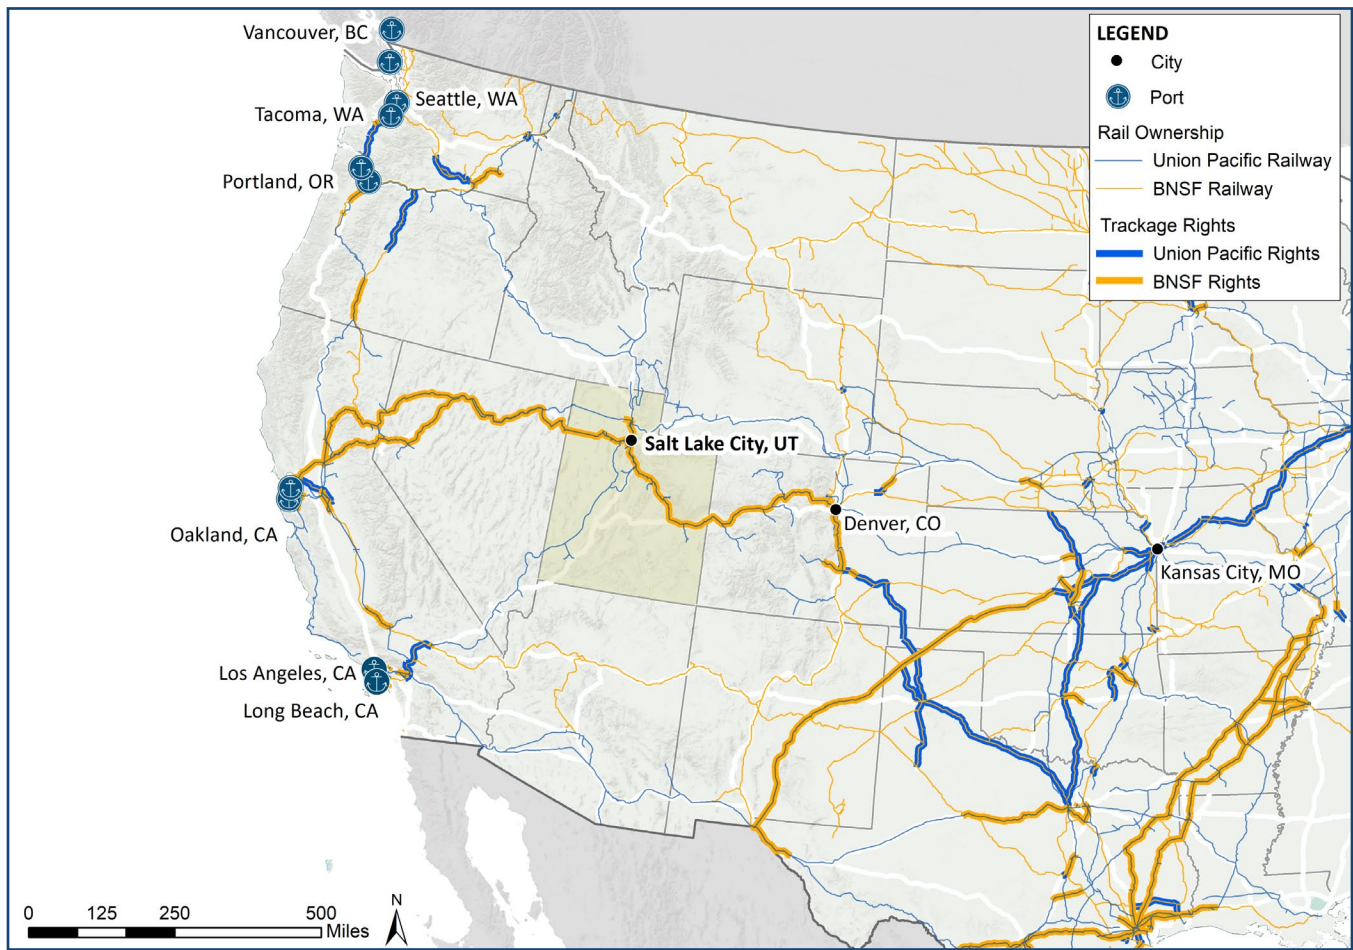 Vancouver, BC
Seattle, WA
Tacoma, WA
Portland, OR
Salt Lake City, UT
Oakland, CA
Denver, CO
Kansas City, MO
Los Angeles, CA
Long Beach, CA
LEGEND
City
Port
Rail Ownership
Union Pacific Railway
BNSF Railway
Trackage Rights
Union Pacific Rights
BNSF Rights
0 125 250 500 Miles
N